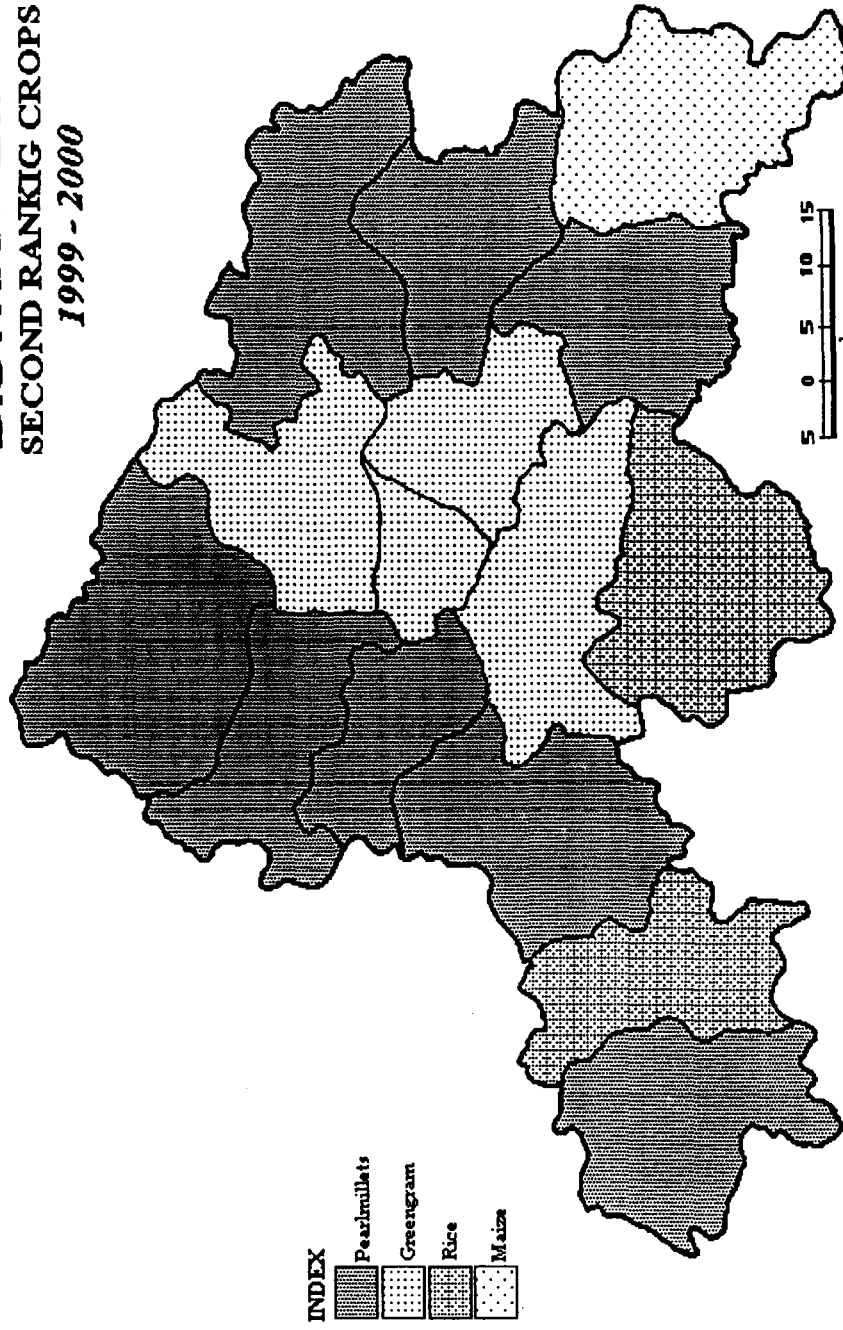 SECOND RANKIG CROPS
1999 - 2000
INDEX
Pearlmillets
Greengram
Rice
Maize
5 0 5 10 15